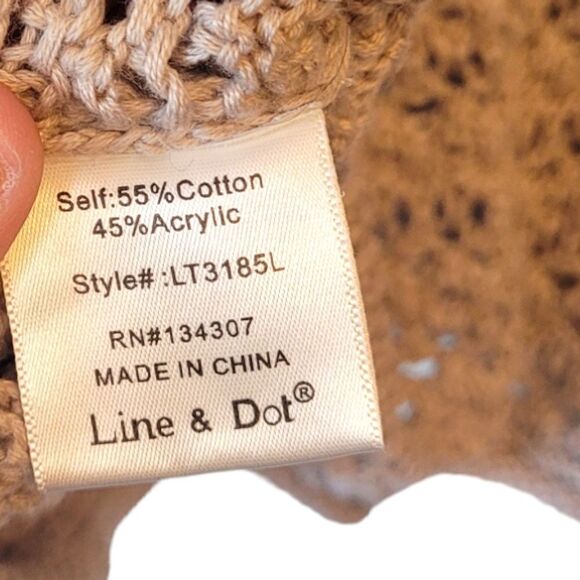 Self:55%Cotton
45%Acrylic
Style#:LT3185L
RN#134307
MADE IN CHINA
Line & Dot®